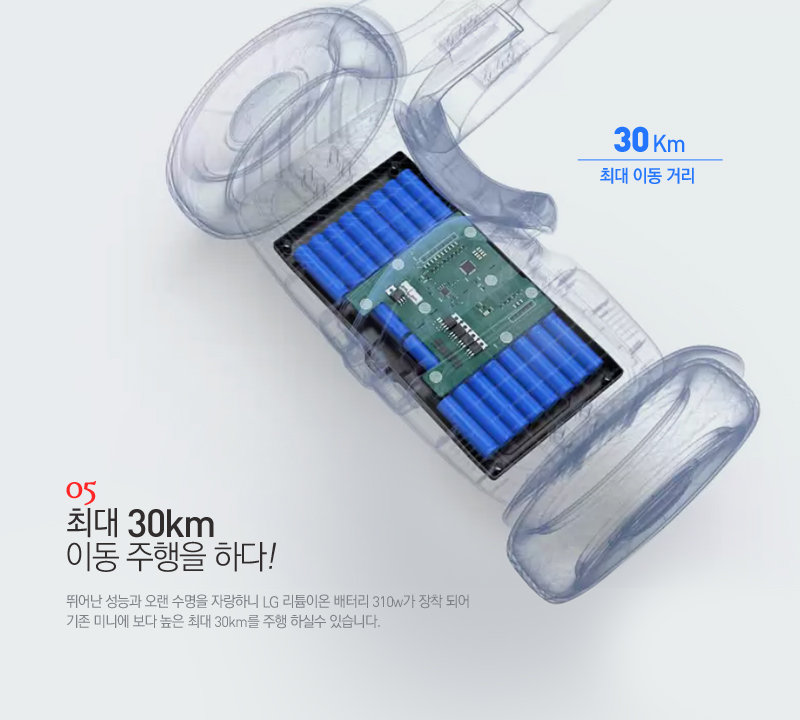 30 Km
최대 이동 거리
05
최대 30km
이동 주행을 하다!
뛰어난 성능과 오랜 수명을 자랑하니 LG 리튬이온 배터리 310w가 장착 되어
기존 미니에 보다 높은 최대 30km를 주행 하실수 있습니다.